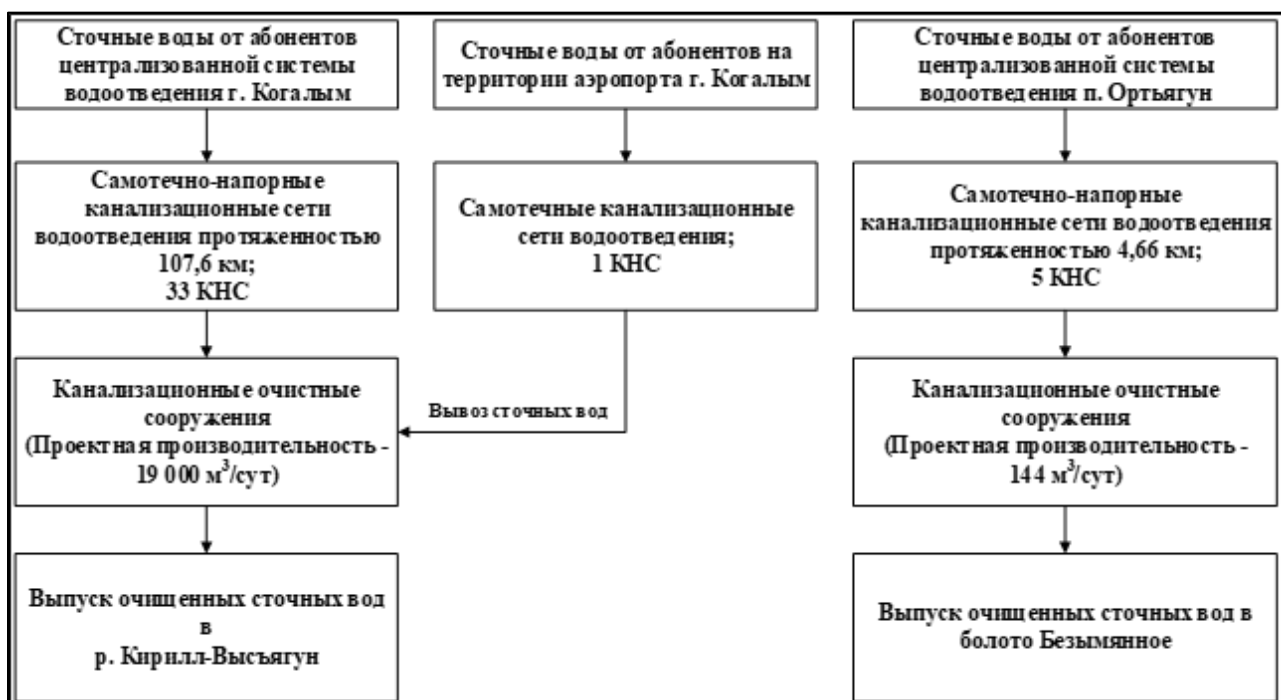 Сточные воды от абонентов
централизованной системы
водоотведения г. Когалым
Сточные воды от абонентов на
территории аэропорта г. Когалым
Сточные воды от абонентов
централизованной системы
водоотведения п. Ортьягун
Самотечно-напорные
канализационные сети
водоотведения протяженностью
107,6 км;
33 КНС
Самотечные канализационные
сети водоотведения;
1 КНС
Самотечно-напорные
канализационные сети водоотведения
протяженностью 4,66 км;
5 КНС
Канализационные очистные
сооружения
(Проектная производительность -
19 000 м³/сут)
Вывоз сточных вод
Канализационные очистные
сооружения
(Проектная производительность -
144 м³/сут)
Выпуск очищенных сточных вод
в
р. Кирилл-Высъягун
Выпуск очищенных сточных вод в
болото Безымянное